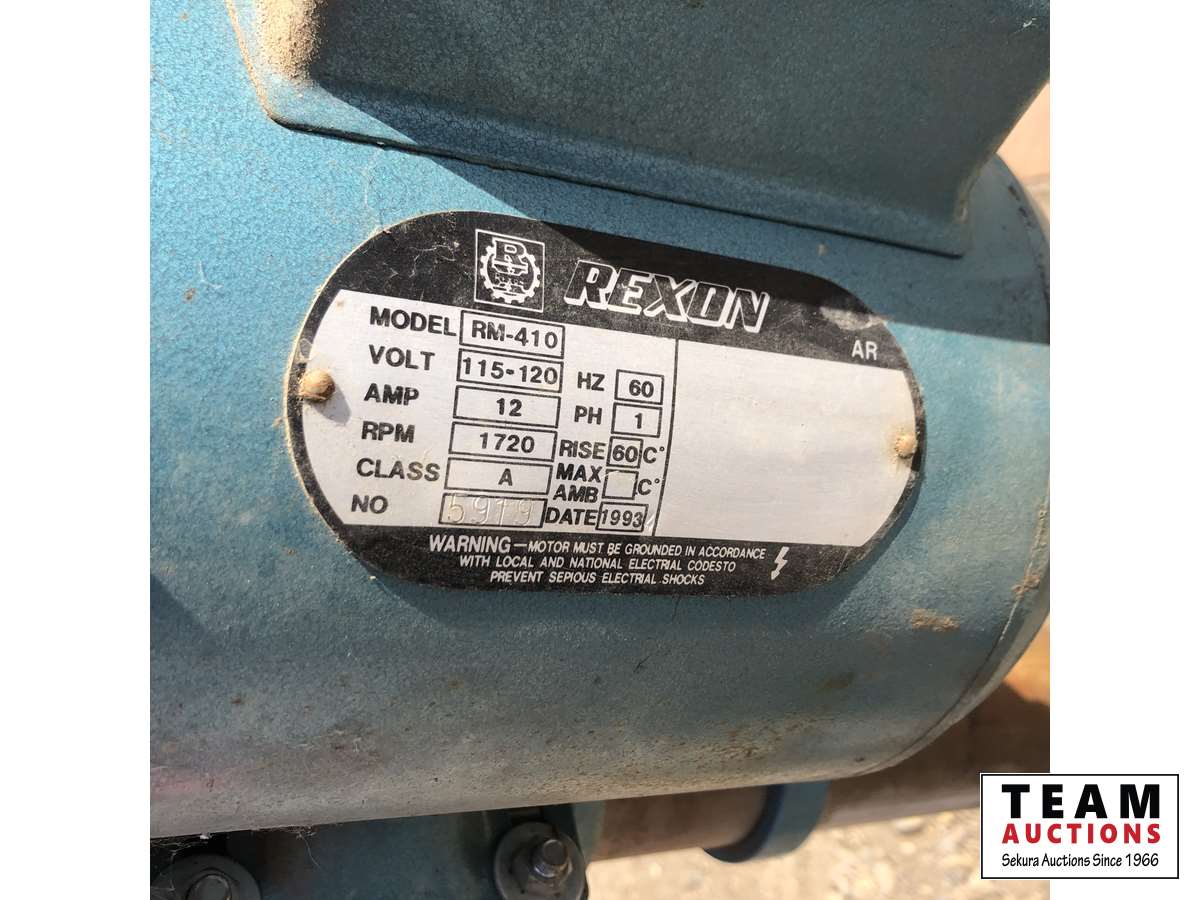 R
REXON
AR
MODEL RM-410
VOLT 115-120 HZ 60
AMP 12 PH 1
RPM 1720 RISE 60 C°
CLASS A MAX AMB C°
NO 5919 DATE 1993
WARNING—MOTOR MUST BE GROUNDED IN ACCORDANCE
WITH LOCAL AND NATIONAL ELECTRIAL CODESTO
PREVENT SEPIOUS ELECTRIAL SHOCKS
TEAM
AUCTIONS
Sekura Auctions Since 1966